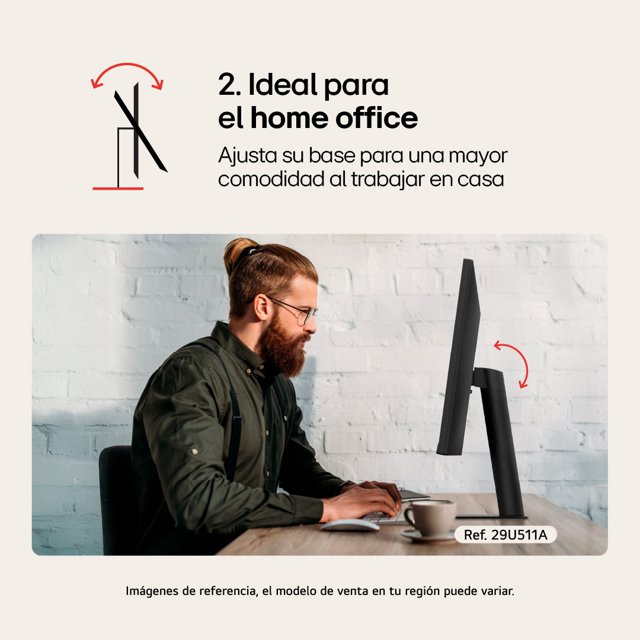 2. Ideal para
el home office
Ajusta su base para una mayor
comodidad al trabajar en casa
Ref. 29U511A
Imágenes de referencia, el modelo de venta en tu región puede variar.